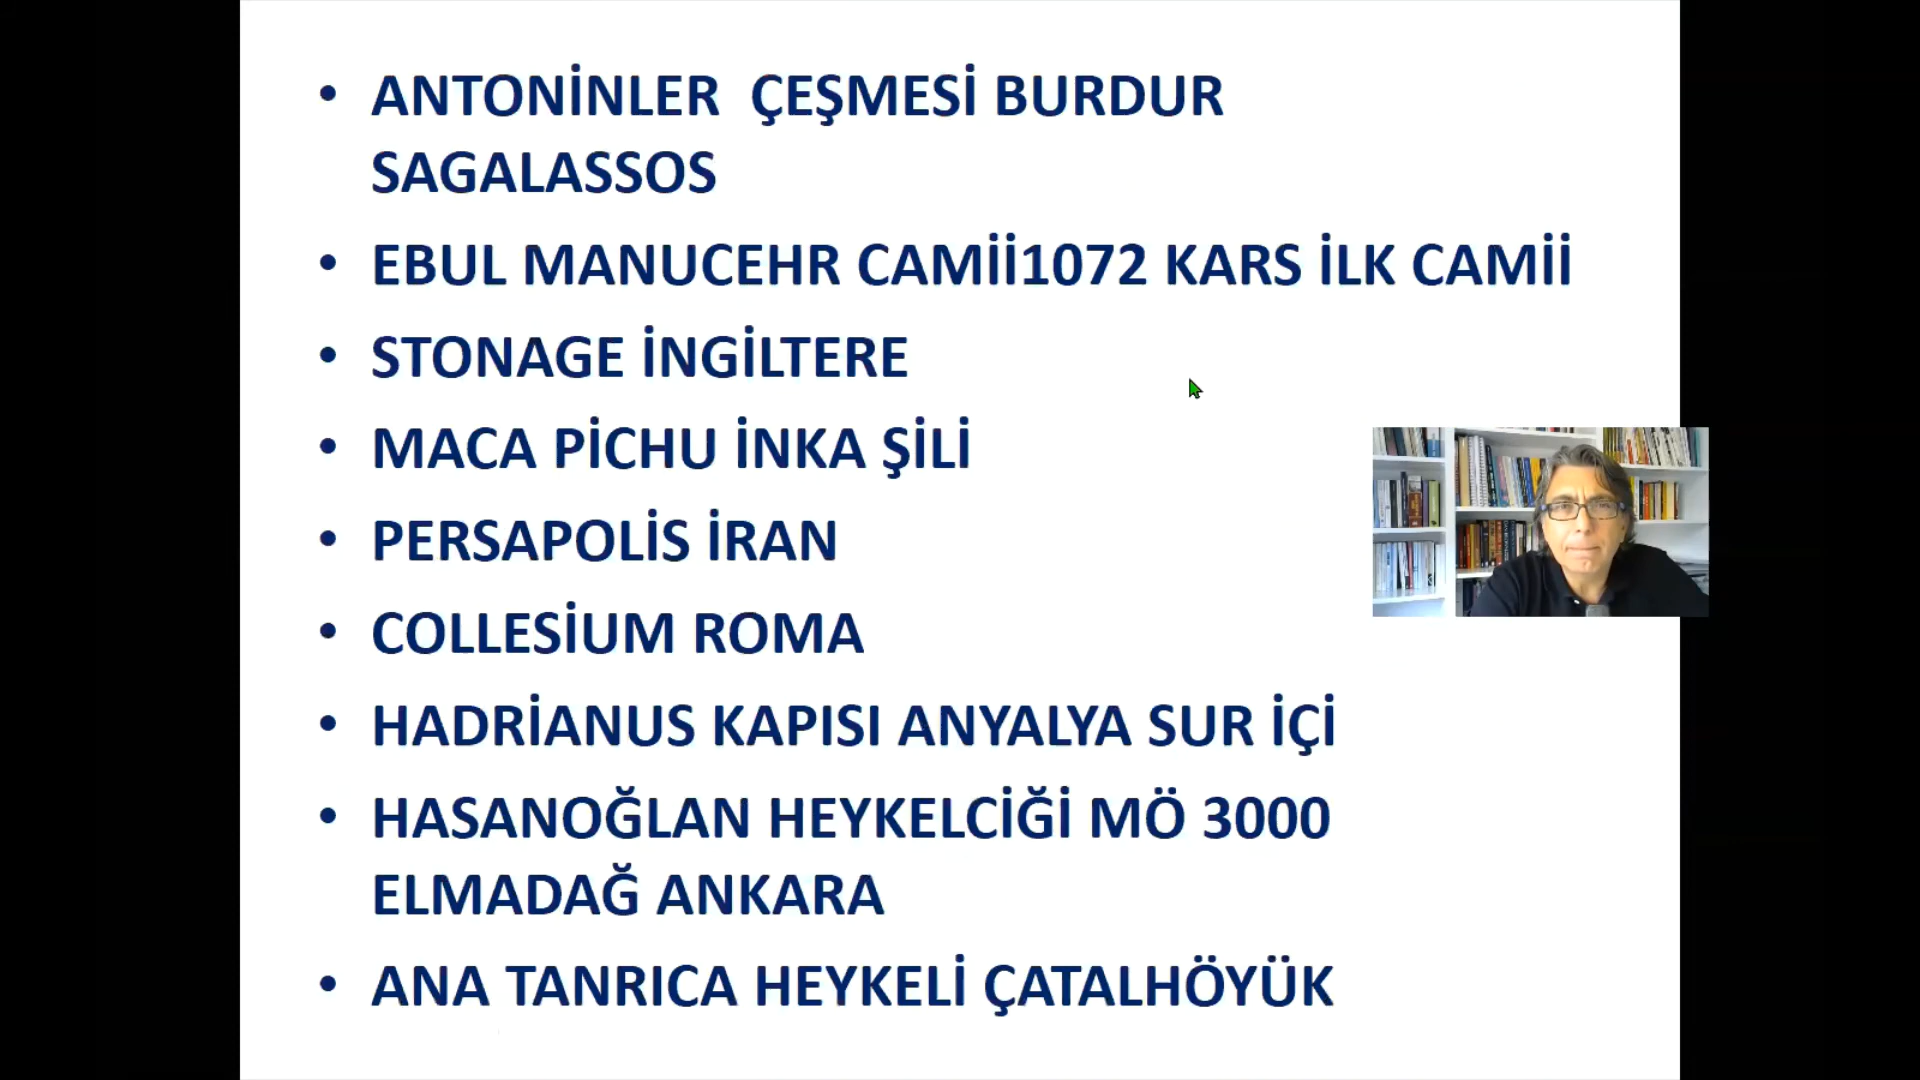 • ANTONİNLER ÇEŞMESİ BURDUR
SAGALASSOS
• EBUL MANUCEHR CAMİİ1072 KARS İLK CAMİİ
• STONAGE İNGİLTERE
• MACA PİCHU İNKA ŞİLİ
• PERSAPOLİS İRAN
• COLLESİUM ROMA
• HADRİANUS KAPISI ANYALYA SUR İÇİ
• HASANOĞLAN HEYKELCİĞİ MÖ 3000
ELMADAĞ ANKARA
• ANA TANRICA HEYKELİ ÇATALHÖYÜK